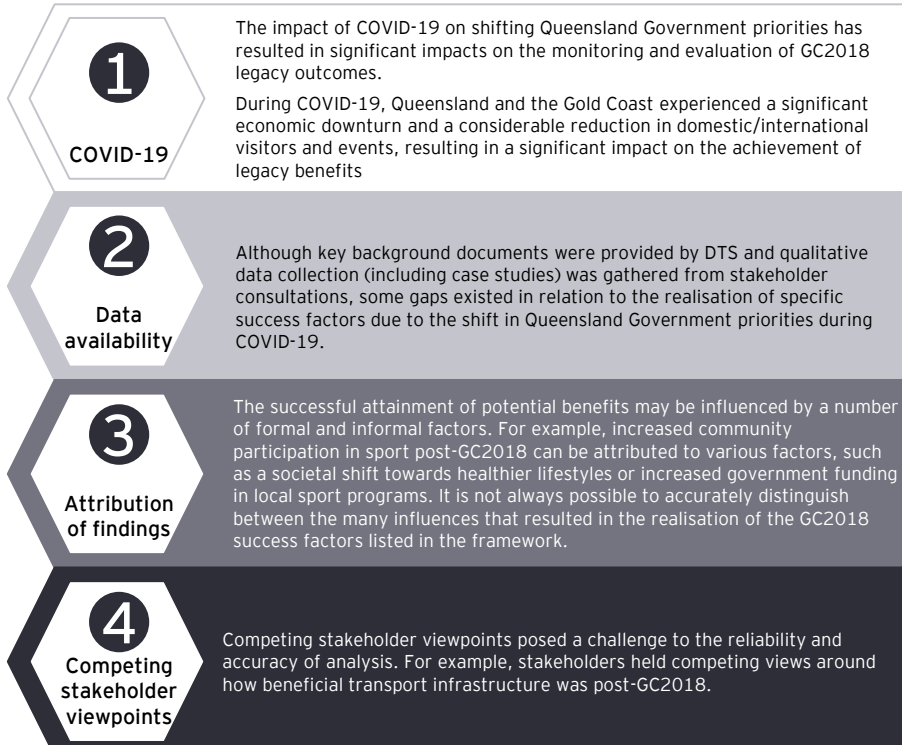 1
COVID-19
The impact of COVID-19 on shifting Queensland Government priorities has
resulted in significant impacts on the monitoring and evaluation of GC2018
legacy outcomes.
During COVID-19, Queensland and the Gold Coast experienced a significant
economic downturn and a considerable reduction in domestic/international
visitors and events, resulting in a significant impact on the achievement of
legacy benefits
2
Data
availability
Although key background documents were provided by DTS and qualitative
data collection (including case studies) was gathered from stakeholder
consultations, some gaps existed in relation to the realisation of specific
success factors due to the shift in Queensland Government priorities during
COVID-19.
3
Attribution
of findings
The successful attainment of potential benefits may be influenced by a number
of formal and informal factors. For example, increased community
participation in sport post-GC2018 can be attributed to various factors, such
as a societal shift towards healthier lifestyles or increased government funding
in local sport programs. It is not always possible to accurately distinguish
between the many influences that resulted in the realisation of the GC2018
success factors listed in the framework.
4
Competing
stakeholder
viewpoints
Competing stakeholder viewpoints posed a challenge to the reliability and
accuracy of analysis. For example, stakeholders held competing views around
how beneficial transport infrastructure was post-GC2018.